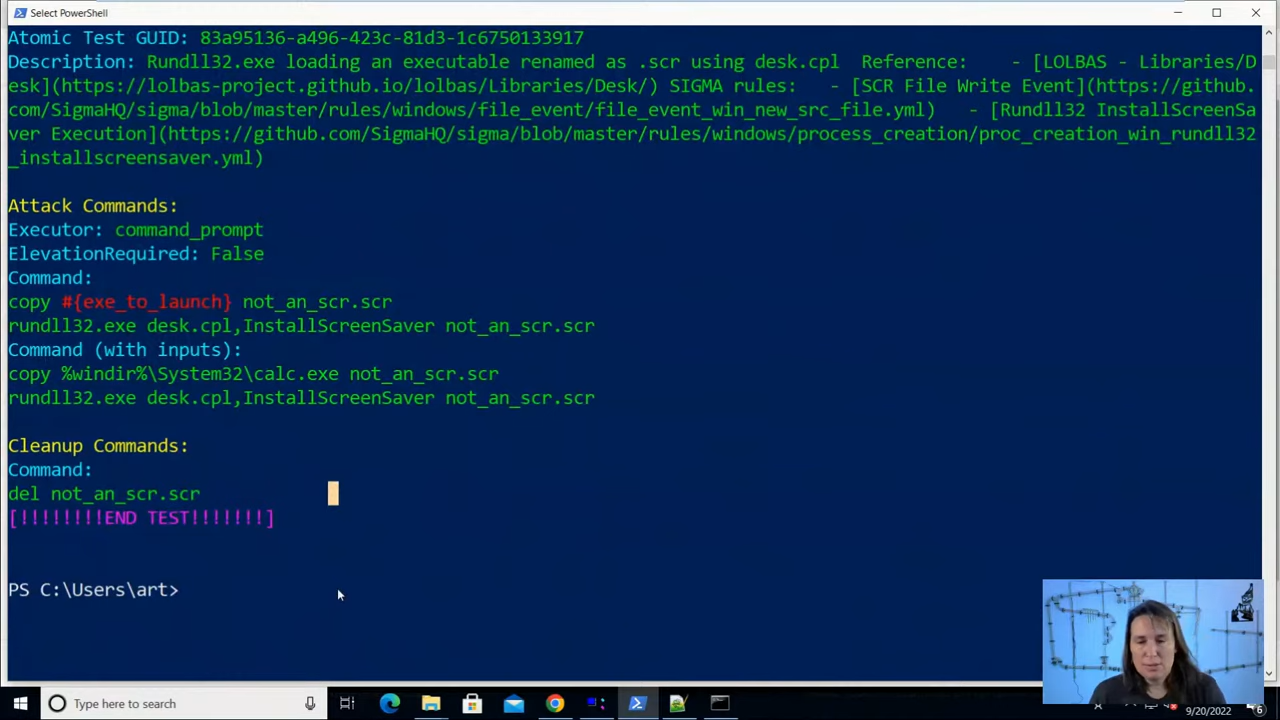 Select PowerShell
Atomic Test GUID: 83a95136-a496-423c-81d3-1c6750133917
Description: Rundll32.exe loading an executable renamed as .scr using desk.cpl  Reference:    - [LOLBAS - Libraries/D
esk](https://lolbas-project.github.io/lolbas/Libraries/Desk/) SIGMA rules:    - [SCR File Write Event](https://github.
com/SigmaHQ/sigma/blob/master/rules/windows/file_event/file_event_win_new_src_file.yml)    - [Rundll32 InstallScreenSa
ver Execution](https://github.com/SigmaHQ/sigma/blob/master/rules/windows/process_creation/proc_creation_win_rundll32
_installscreensaver.yml)
Attack Commands:
Executor: command_prompt
ElevationRequired: False
Command:
copy #{exe_to_launch} not_an_scr.scr
rundll32.exe desk.cpl,InstallScreenSaver not_an_scr.scr
Command (with inputs):
copy %windir%\System32\calc.exe not_an_scr.scr
rundll32.exe desk.cpl,InstallScreenSaver not_an_scr.scr
Cleanup Commands:
Command:
del not_an_scr.scr
[!!!!!!!!END TEST!!!!!!!]
PS C:\Users\art>
Type here to search
9/20/2022
6